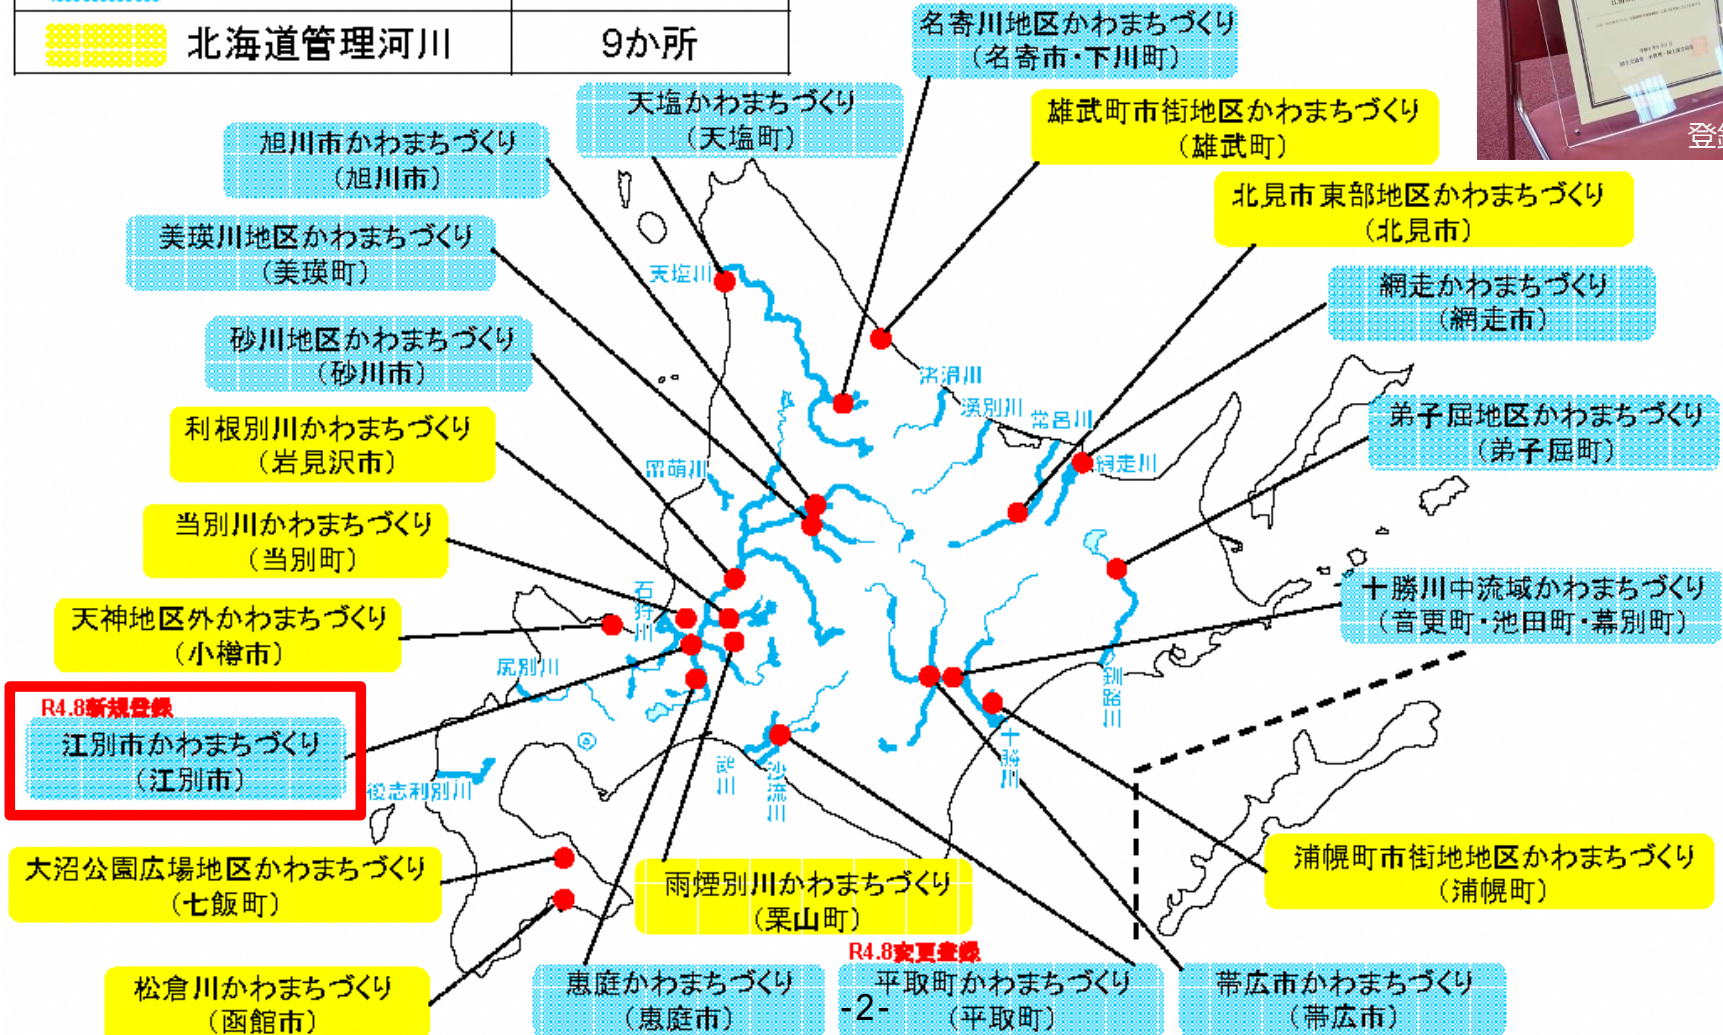 北海道管理河川 9か所
名寄川地区かわまちづくり
(名寄市・下川町)
天塩かわまちづくり
(天塩町)
雄武町市街地区かわまちづくり
(雄武町)
旭川市かわまちづくり
(旭川市)
北見市東部地区かわまちづくり
(北見市)
美瑛川地区かわまちづくり
(美瑛町)
網走かわまちづくり
(網走市)
砂川地区かわまちづくり
(砂川市)
弟子屈地区かわまちづくり
(弟子屈町)
利根別川かわまちづくり
(岩見沢市)
当別川かわまちづくり
(当別町)
十勝川中流域かわまちづくり
(音更町・池田町・幕別町)
天神地区外かわまちづくり
(小樽市)
R4.8新規登録
江別市かわまちづくり
(江別市)
大沼公園広場地区かわまちづくり
(七飯町)
雨煙別川かわまちづくり
(栗山町)
浦幌町市街地地区かわまちづくり
(浦幌町)
松倉川かわまちづくり
(函館市)
恵庭かわまちづくり
(恵庭市)
R4.8変更登録
平取町かわまちづくり
(平取町)
帯広市かわまちづくり
(帯広市)
天塩川
渚滑川
湧別川
常呂川
網走川
留萌川
石狩川
尻別川
後志利別川
鵡川
沙流川
十勝川
釧路川
-2-